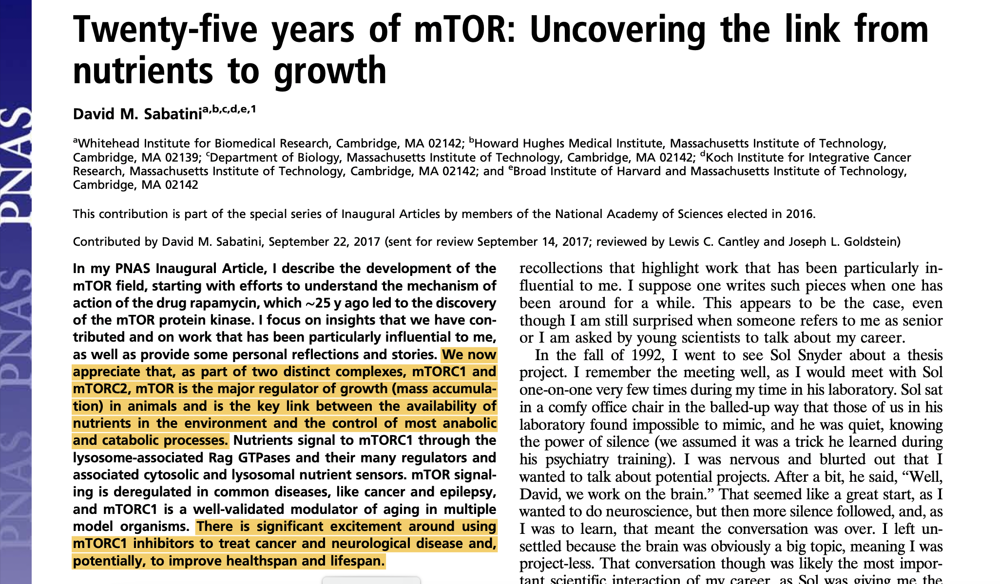 Twenty-five years of mTOR: Uncovering the link from
nutrients to growth
David M. Sabatini^a,b,c,d,e,1
^aWhitehead Institute for Biomedical Research, Cambridge, MA 02142; ^bHoward Hughes Medical Institute, Massachusetts Institute of Technology,
Cambridge, MA 02139; ^cDepartment of Biology, Massachusetts Institute of Technology, Cambridge, MA 02142; ^dKoch Institute for Integrative Cancer
Research, Massachusetts Institute of Technology, Cambridge, MA 02142; and ^eBroad Institute of Harvard and Massachusetts Institute of Technology,
Cambridge, MA 02142
This contribution is part of the special series of Inaugural Articles by members of the National Academy of Sciences elected in 2016.
Contributed by David M. Sabatini, September 22, 2017 (sent for review September 14, 2017; reviewed by Lewis C. Cantley and Joseph L. Goldstein)
In my PNAS Inaugural Article, I describe the development of the
mTOR field, starting with efforts to understand the mechanism of
action of the drug rapamycin, which ~25 y ago led to the discovery
of the mTOR protein kinase. I focus on insights that we have con-
tributed and on work that has been particularly influential to me,
as well as provide some personal reflections and stories. We now
appreciate that, as part of two distinct complexes, mTORC1 and
mTORC2, mTOR is the major regulator of growth (mass accumula-
tion) in animals and is the key link between the availability of
nutrients in the environment and the control of most anabolic
and catabolic processes. Nutrients signal to mTORC1 through the
lysosome-associated Rag GTPases and their many regulators and
associated cytosolic and lysosomal nutrient sensors. mTOR signal-
ing is deregulated in common diseases, like cancer and epilepsy,
and mTORC1 is a well-validated modulator of aging in multiple
model organisms. There is significant excitement around using
mTORC1 inhibitors to treat cancer and neurological disease and,
potentially, to improve healthspan and lifespan.
recollections that highlight work that has been particularly in-
fluential to me. I suppose one writes such pieces when one has
been around for a while. This appears to be the case, even
though I am still surprised when someone refers to me as senior
or I am asked by young scientists to talk about my career.
In the fall of 1992, I went to see Sol Snyder about a thesis
project. I remember the meeting well, as I would meet with Sol
one-on-one very few times during my time in his laboratory. Sol sat
in a comfy office chair in the balled-up way that those of us in his
laboratory found impossible to mimic, and he was quiet, knowing
the power of silence (we assumed it was a trick he learned during
his psychiatry training). I was nervous and blurted out that I
wanted to talk about potential projects. After a bit, he said, “Well,
David, we work on the brain.” That seemed like a great start, as I
wanted to do neuroscience, but then more silence followed, and, as
I was to learn, that meant the conversation was over. I left un-
settled because the brain was obviously a big topic, meaning I was
project-less. That conversation though was likely the most impor-
tant scientific interaction of my career, as Sol was giving me the
PNAS
PNAS
PNAS